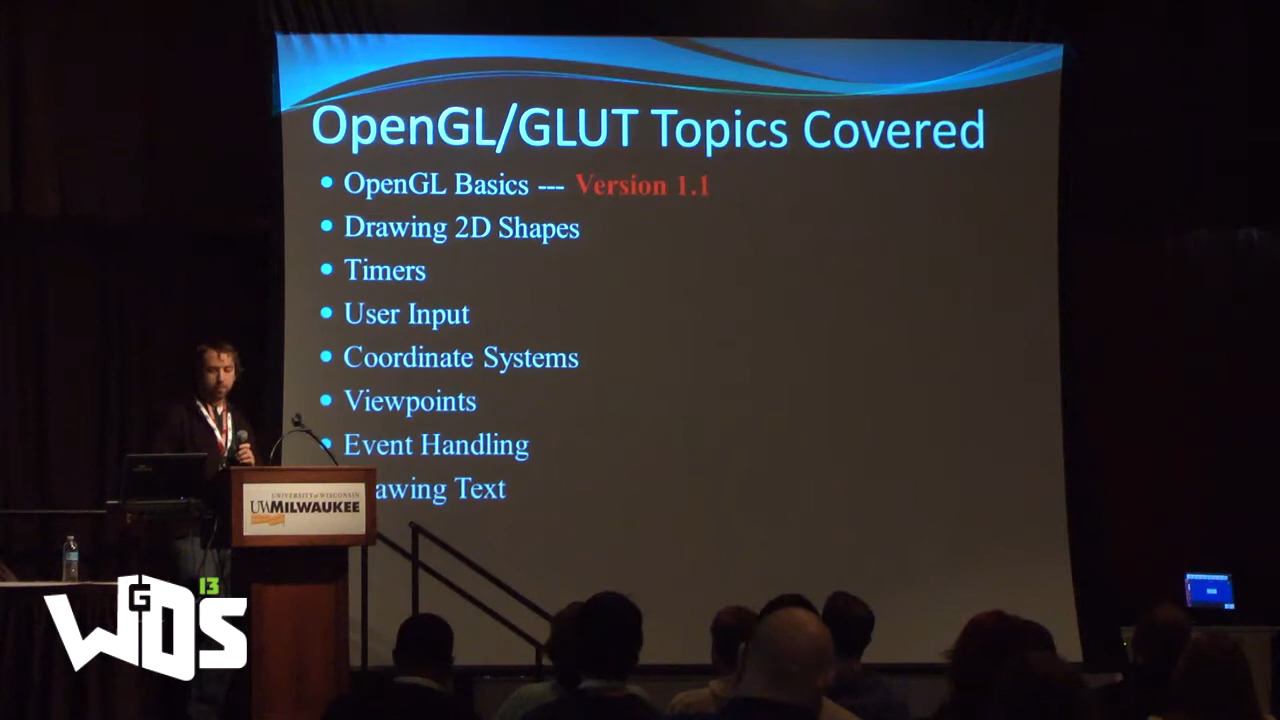 OpenGL/GLUT Topics Covered
• OpenGL Basics --- Version 1.1
• Drawing 2D Shapes
• Timers
• User Input
• Coordinate Systems
• Viewpoints
• Event Handling
awing Text
UNIVERSITY of WISCONSIN
UWMILWAUKEE
WGDS 13